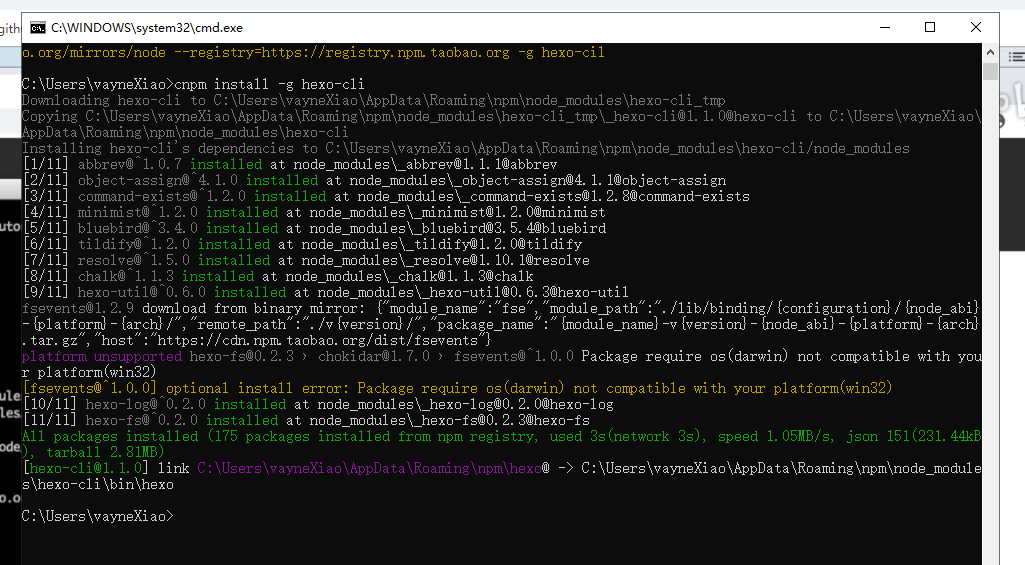 gith
C:\WINDOWS\system32\cmd.exe
o.org/mirrors/node --registry=https://registry.npm.taobao.org -g hexo-cil
C:\Users\vayneXiao>cnpm install -g hexo-cli
Downloading hexo-cli to C:\Users\vayneXiao\AppData\Roaming\npm\node_modules\hexo-cli_tmp
Copying C:\Users\vayneXiao\AppData\Roaming\npm\node_modules\hexo-cli_tmp\_hexo-cli@1.1.0@hexo-cli to C:\Users\vayneXiao\
AppData\Roaming\npm\node_modules\hexo-cli
Installing hexo-cli's dependencies to C:\Users\vayneXiao\AppData\Roaming\npm\node_modules\hexo-cli/node_modules
[1/11] abbrev@^1.0.7 installed at node_modules\_abbrev@1.1.1@abbrev
[2/11] object-assign@^4.1.0 installed at node_modules\_object-assign@4.1.1@object-assign
[3/11] command-exists@^1.2.0 installed at node_modules\_command-exists@1.2.8@command-exists
[4/11] minimist@^1.2.0 installed at node_modules\_minimist@1.2.0@minimist
[5/11] bluebird@^3.4.0 installed at node_modules\_bluebird@3.5.4@bluebird
[6/11] tildify@^1.2.0 installed at node_modules\_tildify@1.2.0@tildify
[7/11] resolve@^1.5.0 installed at node_modules\_resolve@1.10.1@resolve
[8/11] chalk@^1.1.3 installed at node_modules\_chalk@1.1.3@chalk
[9/11] hexo-util@^0.6.0 installed at node_modules\_hexo-util@0.6.3@hexo-util
fsevents@1.2.9 download from binary mirror: {"module_name":"fse","module_path":"./lib/binding/{configuration}/{node_abi}
-{platform}-{arch}/","remote_path":"./v{version}/","package_name":"{module_name}-v{version}-{node_abi}-{platform}-{arch}
.tar.gz","host":"https://cdn.npm.taobao.org/dist/fsevents"}
platform unsupported hexo-fs@0.2.3 › chokidar@1.7.0 › fsevents@^1.0.0 Package require os(darwin) not compatible with you
r platform(win32)
[fsevents@^1.0.0] optional install error: Package require os(darwin) not compatible with your platform(win32)
[10/11] hexo-log@^0.2.0 installed at node_modules\_hexo-log@0.2.0@hexo-log
[11/11] hexo-fs@^0.2.0 installed at node_modules\_hexo-fs@0.2.3@hexo-fs
All packages installed (175 packages installed from npm registry, used 3s(network 3s), speed 1.05MB/s, json 151(231.44kB
), tarball 2.81MB)
[hexo-cli@1.1.0] link C:\Users\vayneXiao\AppData\Roaming\npm\hexo@ -> C:\Users\vayneXiao\AppData\Roaming\npm\node_module
s\hexo-cli\bin\hexo
C:\Users\vayneXiao>